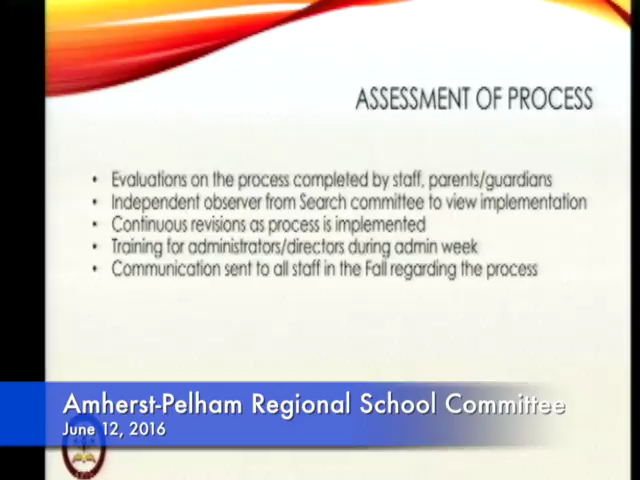 ASSESSMENT OF PROCESS
• Evaluations on the process completed by staff, parents/guardians
• Independent observer from Search committee to view implementation
• Continuous revisions as process is implemented
• Training for administrators/directors during admin week
• Communication sent to all staff in the Fall regarding the process
Amherst-Pelham Regional School Committee
June 12, 2016